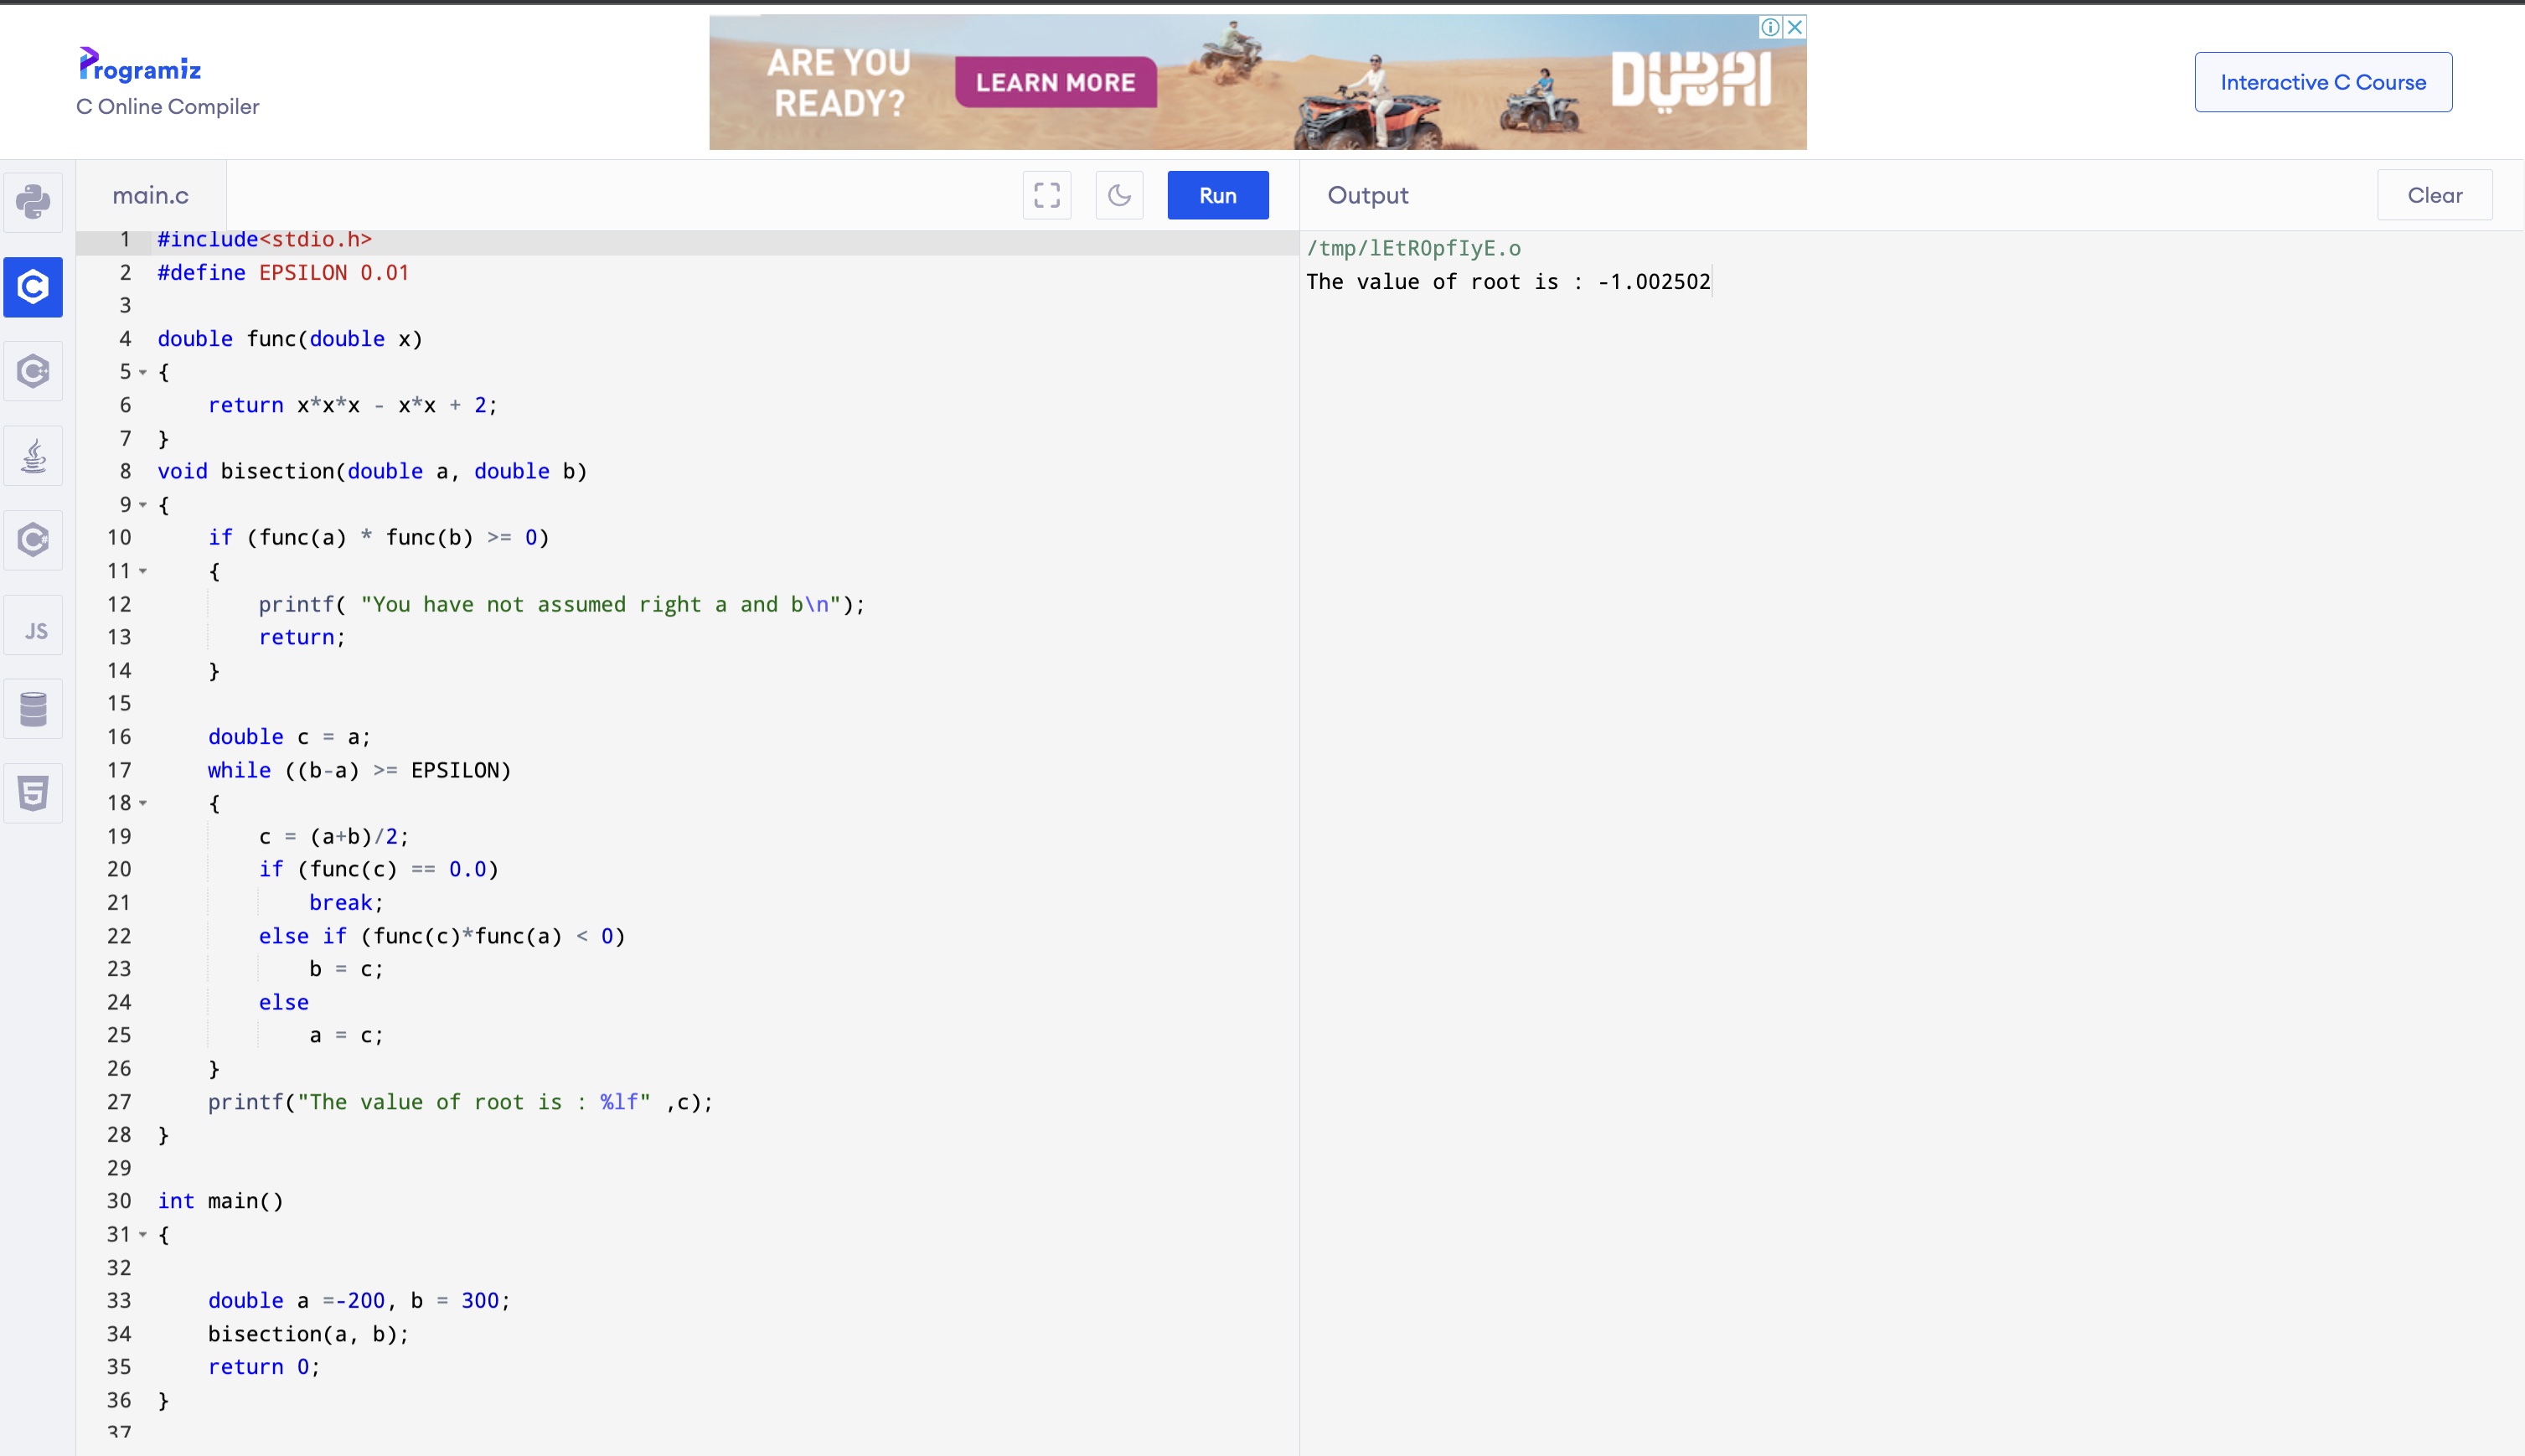 Programiz
C Online Compiler
ARE YOU
READY?
LEARN MORE
DUBAI
Interactive C Course
main.c
Run
Output
Clear
1 #include<stdio.h>
2 #define EPSILON 0.01
3
4 double func(double x)
5 {
6     return x*x*x - x*x + 2;
7 }
8 void bisection(double a, double b)
9 {
10     if (func(a) * func(b) >= 0)
11     {
12         printf( "You have not assumed right a and b\n");
13         return;
14     }
15
16     double c = a;
17     while ((b-a) >= EPSILON)
18     {
19         c = (a+b)/2;
20         if (func(c) == 0.0)
21             break;
22         else if (func(c)*func(a) < 0)
23             b = c;
24         else
25             a = c;
26     }
27     printf("The value of root is : %lf" ,c);
28 }
29
30 int main()
31 {
32
33     double a =-200, b = 300;
34     bisection(a, b);
35     return 0;
36 }
37
/tmp/lEtROpfIyE.o
The value of root is : -1.002502
C
C++
C#
JS
5